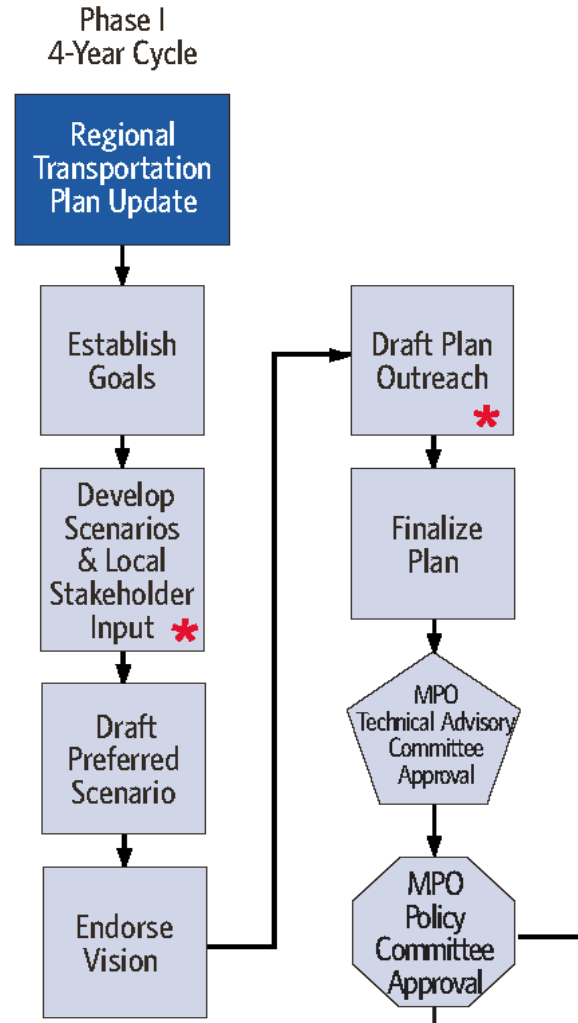 Phase I
4-Year Cycle
Regional
Transportation
Plan Update
Establish
Goals
Develop
Scenarios
& Local
Stakeholder
Input *
Draft
Preferred
Scenario
Endorse
Vision
Draft Plan
Outreach
*
Finalize
Plan
MPO
Technical Advisory
Committee
Approval
MPO
Policy
Committee
Approval